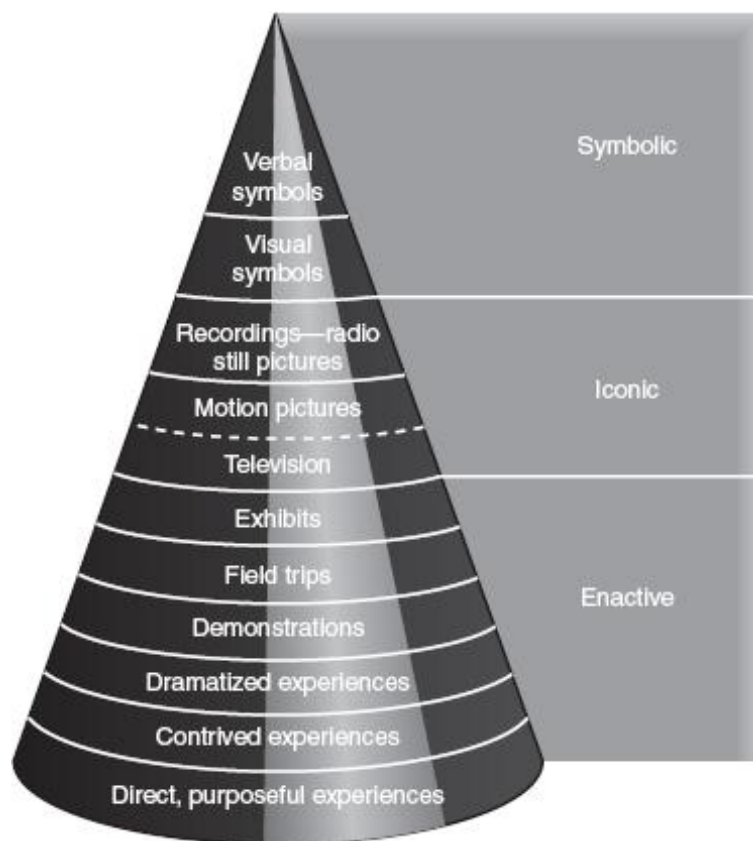 Verbal
symbols
Symbolic
Visual
symbols
Recordings—radio
still pictures
Iconic
Motion pictures
Television
Exhibits
Field trips
Enactive
Demonstrations
Dramatized experiences
Contrived experiences
Direct, purposeful experiences